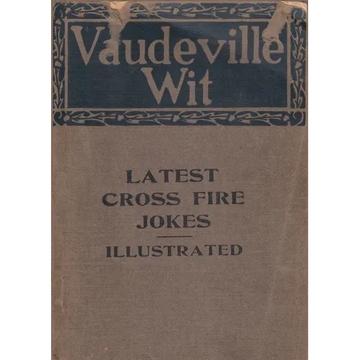 Vaudeville
Wit
LATEST
CROSS FIRE
JOKES
ILLUSTRATED